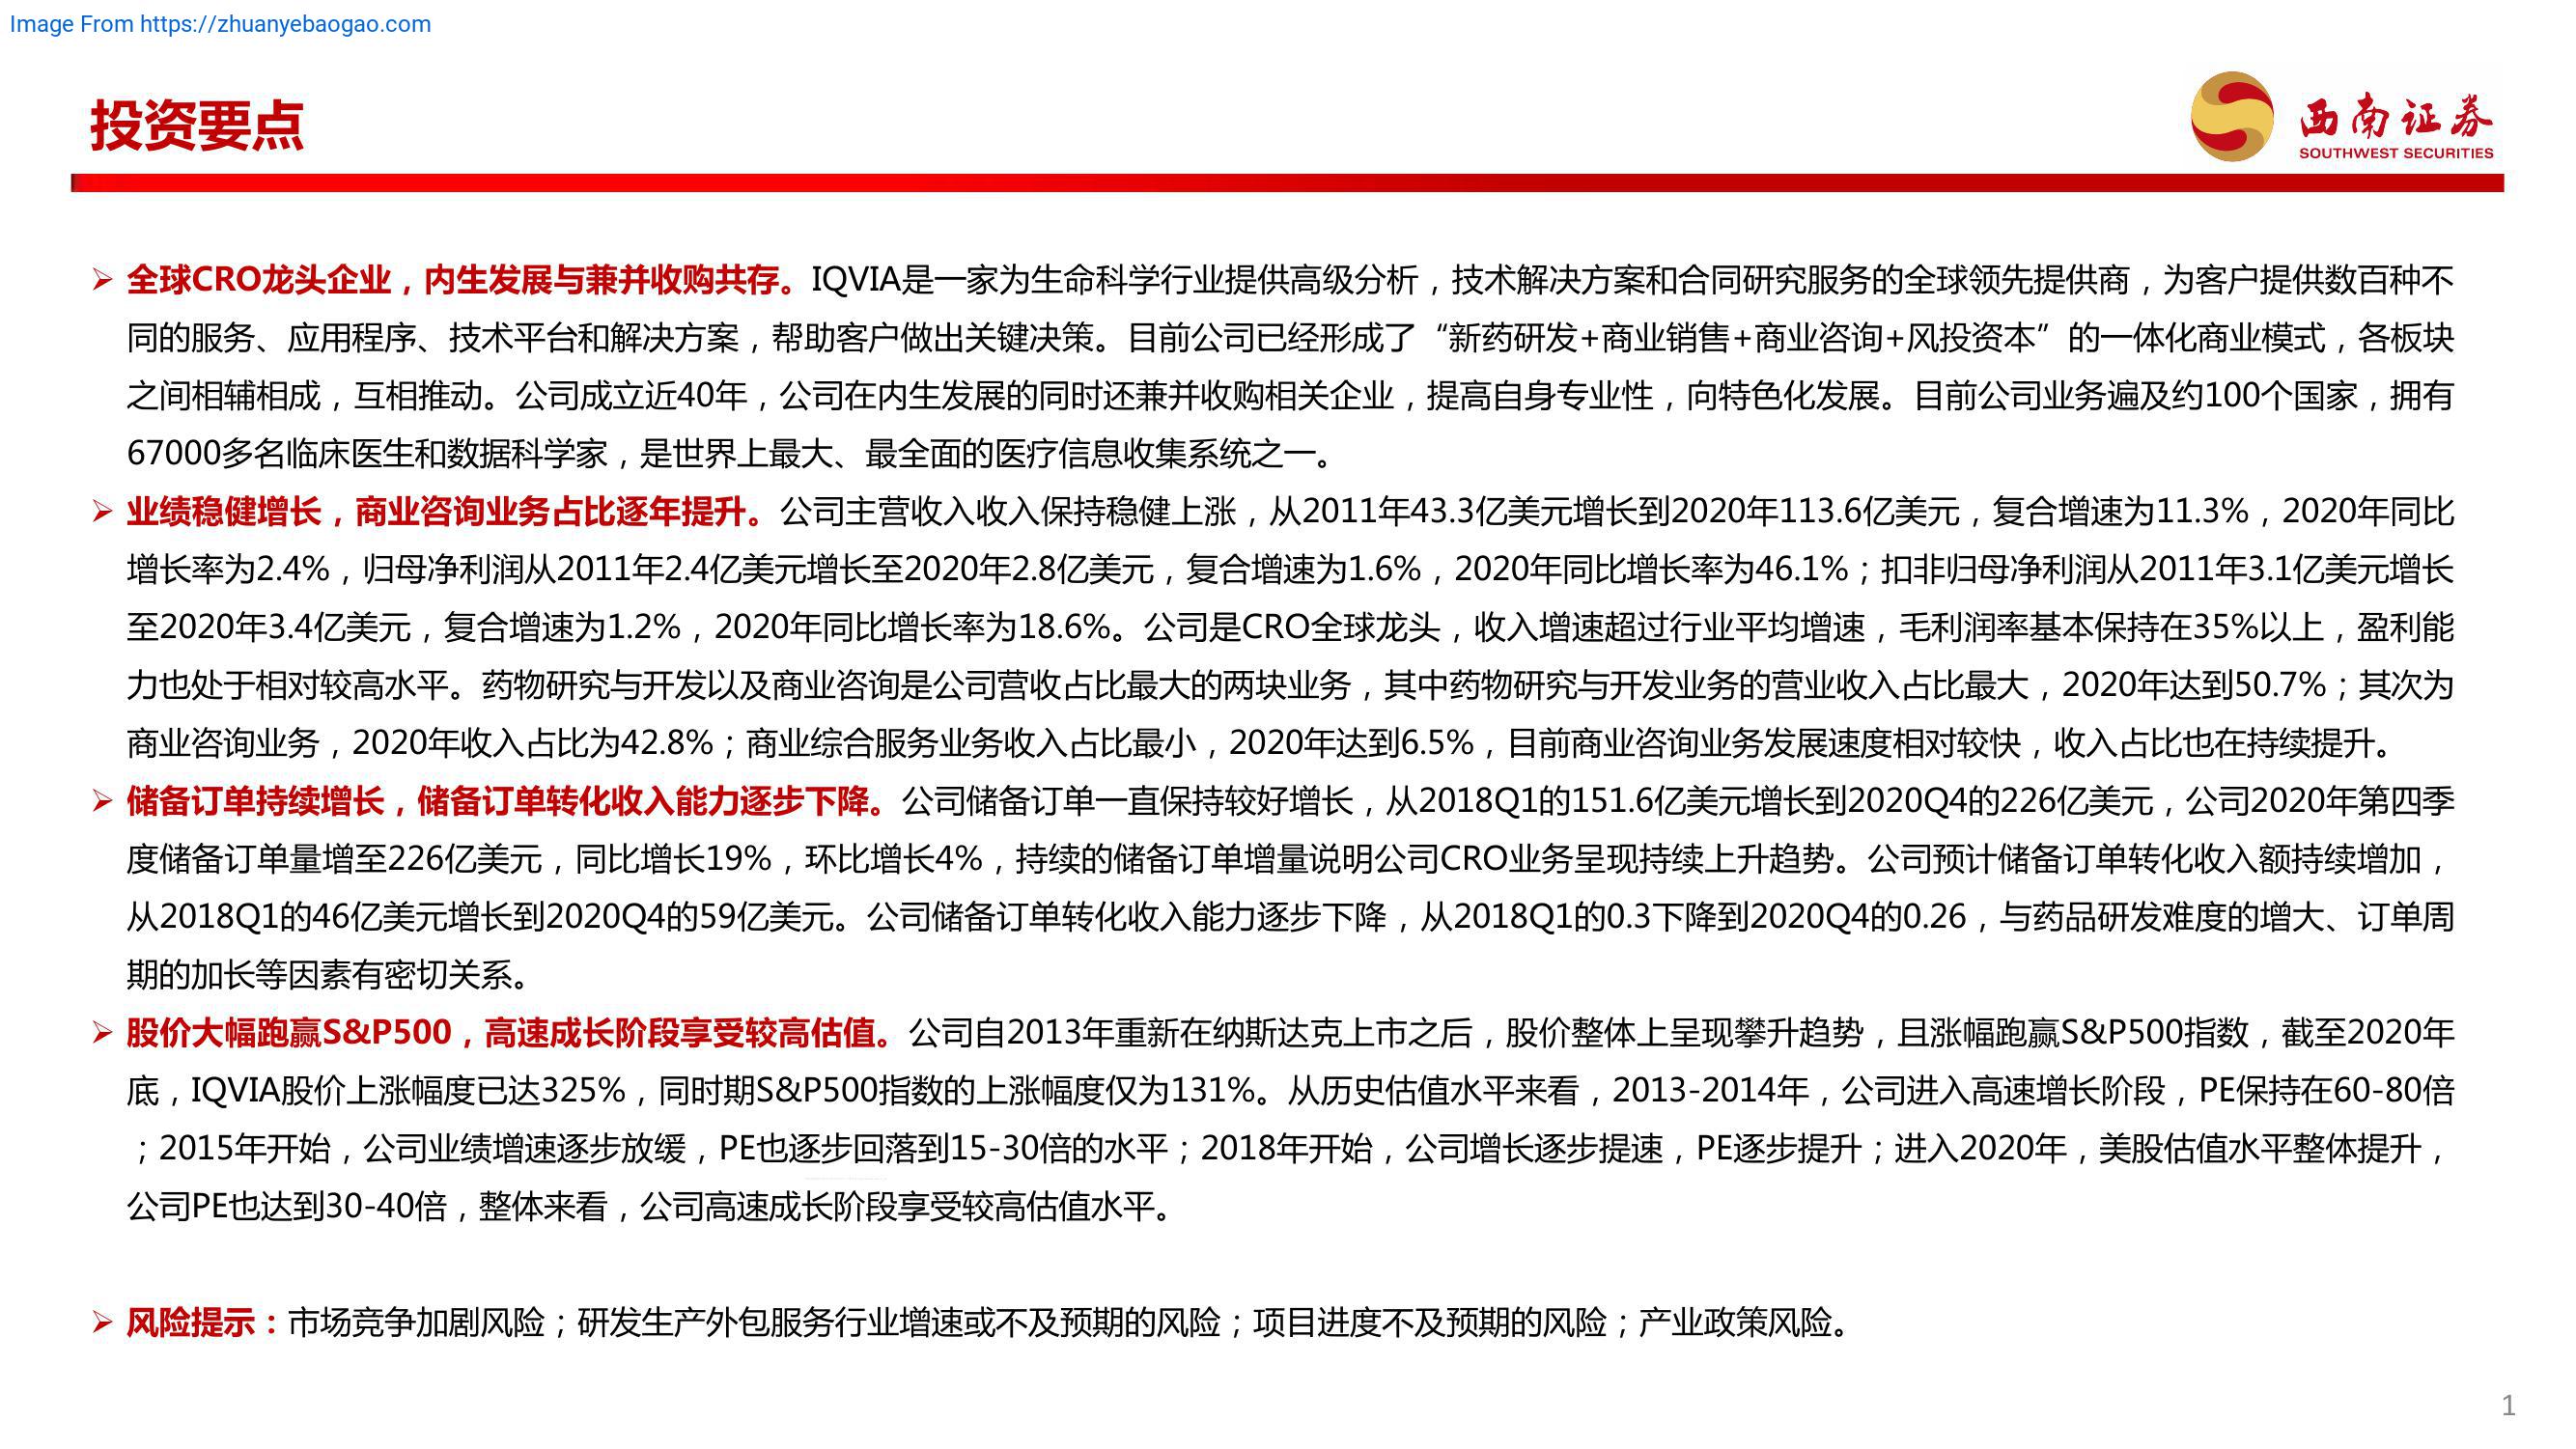 Image From https://zhuanyebaogao.com
投资要点
西南证券
SOUTHWEST SECURITIES
➢ 全球CRO龙头企业，内生发展与兼并收购共存。IQVIA是一家为生命科学行业提供高级分析，技术解决方案和合同研究服务的全球领先提供商，为客户提供数百种不
同的服务、应用程序、技术平台和解决方案，帮助客户做出关键决策。目前公司已经形成了“新药研发+商业销售+商业咨询+风投资本”的一体化商业模式，各板块
之间相辅相成，互相推动。公司成立近40年，公司在内生发展的同时还兼并收购相关企业，提高自身专业性，向特色化发展。目前公司业务遍及约100个国家，拥有
67000多名临床医生和数据科学家，是世界上最大、最全面的医疗信息收集系统之一。
➢ 业绩稳健增长，商业咨询业务占比逐年提升。公司主营收入收入保持稳健上涨，从2011年43.3亿美元增长到2020年113.6亿美元，复合增速为11.3%，2020年同比
增长率为2.4%，归母净利润从2011年2.4亿美元增长至2020年2.8亿美元，复合增速为1.6%，2020年同比增长率为46.1%；扣非归母净利润从2011年3.1亿美元增长
至2020年3.4亿美元，复合增速为1.2%，2020年同比增长率为18.6%。公司是CRO全球龙头，收入增速超过行业平均增速，毛利润率基本保持在35%以上，盈利能
力也处于相对较高水平。药物研究与开发以及商业咨询是公司营收占比最大的两块业务，其中药物研究与开发业务的营业收入占比最大，2020年达到50.7%；其次为
商业咨询业务，2020年收入占比为42.8%；商业综合服务业务收入占比最小，2020年达到6.5%，目前商业咨询业务发展速度相对较快，收入占比也在持续提升。
➢ 储备订单持续增长，储备订单转化收入能力逐步下降。公司储备订单一直保持较好增长，从2018Q1的151.6亿美元增长到2020Q4的226亿美元，公司2020年第四季
度储备订单量增至226亿美元，同比增长19%，环比增长4%，持续的储备订单增量说明公司CRO业务呈现持续上升趋势。公司预计储备订单转化收入额持续增加，
从2018Q1的46亿美元增长到2020Q4的59亿美元。公司储备订单转化收入能力逐步下降，从2018Q1的0.3下降到2020Q4的0.26，与药品研发难度的增大、订单周
期的加长等因素有密切关系。
➢ 股价大幅跑赢S&P500，高速成长阶段享受较高估值。公司自2013年重新在纳斯达克上市之后，股价整体上呈现攀升趋势，且涨幅跑赢S&P500指数，截至2020年
底，IQVIA股价上涨幅度已达325%，同时期S&P500指数的上涨幅度仅为131%。从历史估值水平来看，2013-2014年，公司进入高速增长阶段，PE保持在60-80倍
；2015年开始，公司业绩增速逐步放缓，PE也逐步回落到15-30倍的水平；2018年开始，公司增长逐步提速，PE逐步提升；进入2020年，美股估值水平整体提升，
公司PE也达到30-40倍，整体来看，公司高速成长阶段享受较高估值水平。
➢ 风险提示：市场竞争加剧风险；研发生产外包服务行业增速或不及预期的风险；项目进度不及预期的风险；产业政策风险。
1